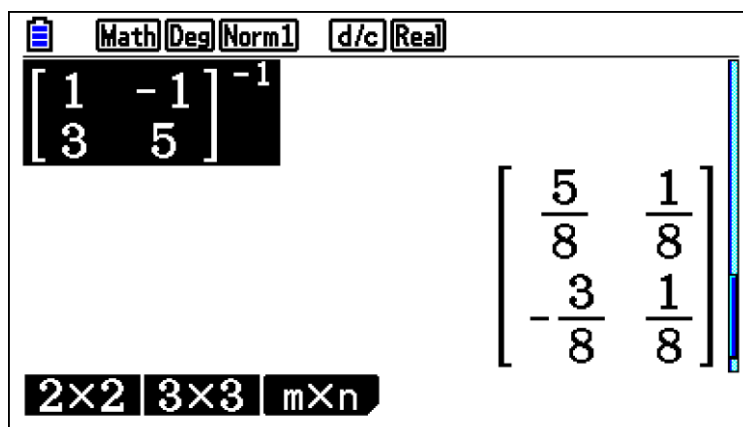 Math Deg Norm1 d/c Real
[1 -1
3 5]⁻¹
[5/8 1/8
-3/8 1/8]
2×2 3×3 m×n